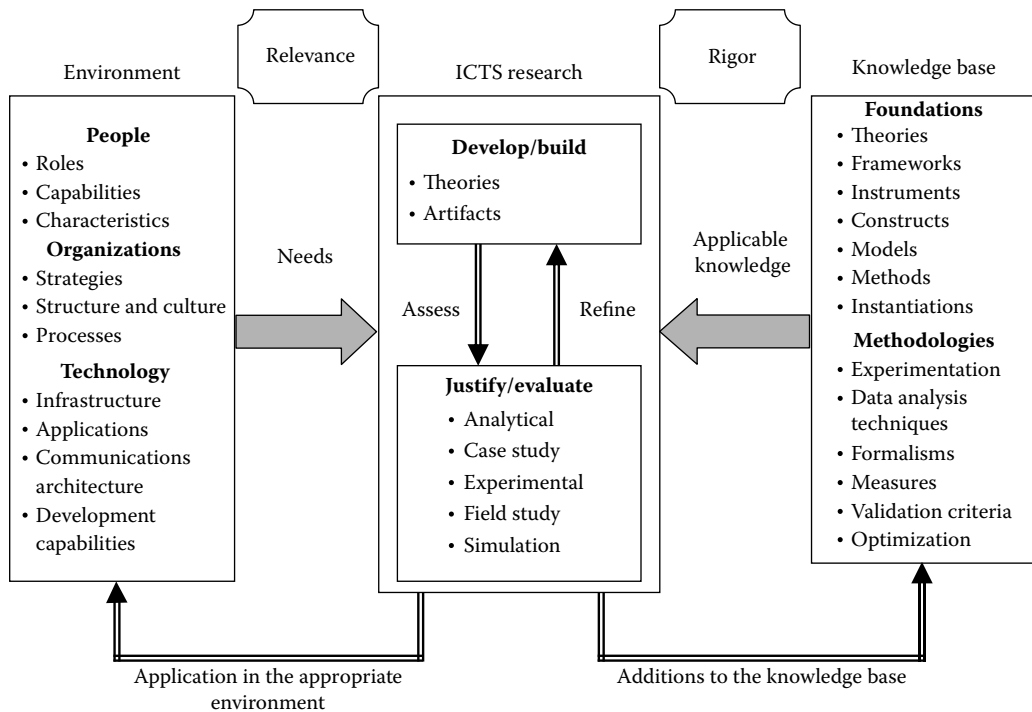 Relevance
Rigor
Environment
ICTS research
Knowledge base
People
• Roles
• Capabilities
• Characteristics
Organizations
• Strategies
• Structure and culture
• Processes
Technology
• Infrastructure
• Applications
• Communications
architecture
• Development
capabilities
Needs
Develop/build
• Theories
• Artifacts
Assess
Refine
Justify/evaluate
• Analytical
• Case study
• Experimental
• Field study
• Simulation
Applicable
knowledge
Foundations
• Theories
• Frameworks
• Instruments
• Constructs
• Models
• Methods
• Instantiations
Methodologies
• Experimentation
• Data analysis
techniques
• Formalisms
• Measures
• Validation criteria
• Optimization
Application in the appropriate
environment
Additions to the knowledge base